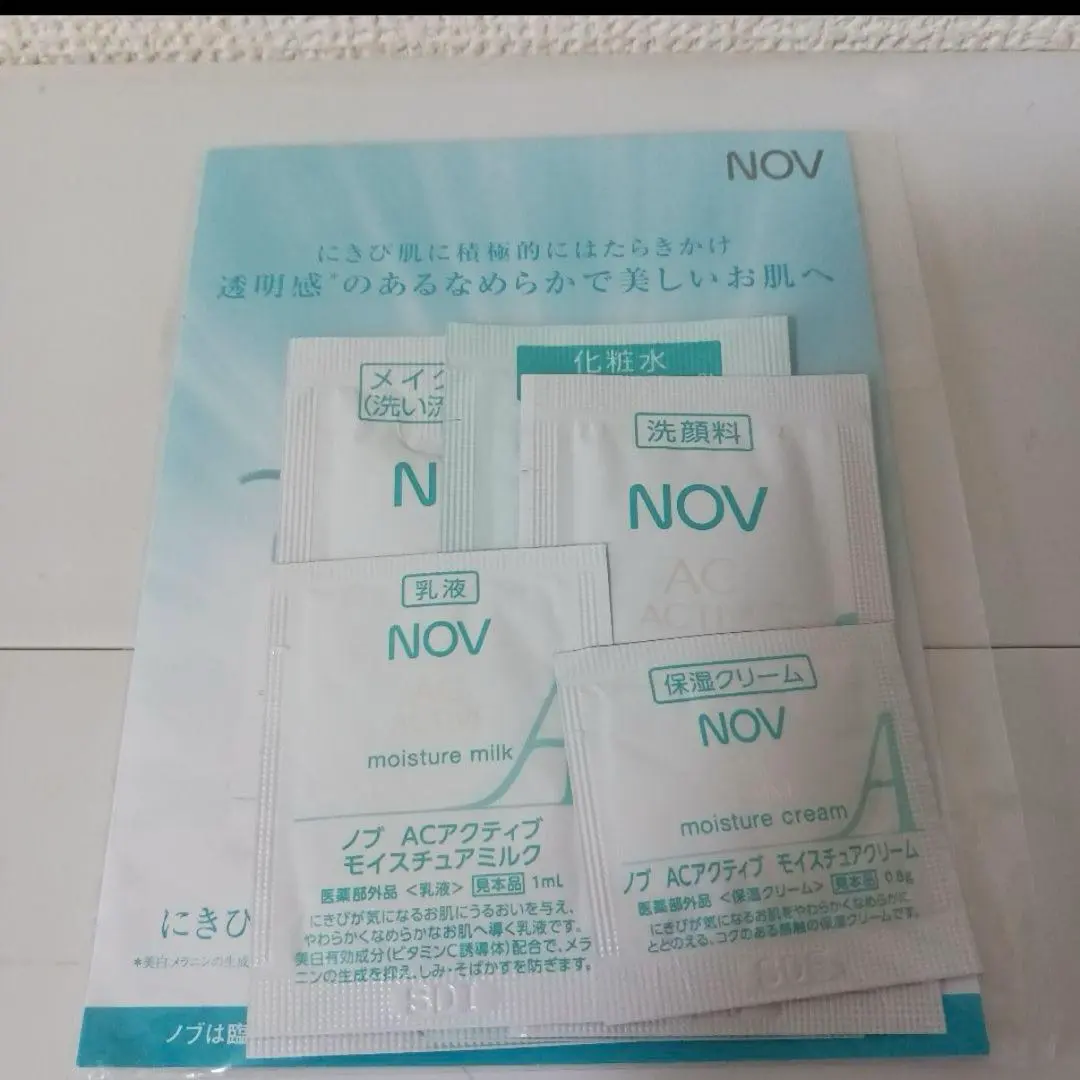 NOV
にきび肌に積極的にはたらきかけ
透明感*のあるなめらかで美しいお肌へ
メイク
(洗い流
N
化粧水
洗顔料
NOV
AC
乳液
NOV
moisture milk
A
ノブ ACアクティブ
モイスチュアミルク
医薬部外品 <乳液> 見本品 1mL
にきびが気になるお肌にうるおいを与え、
やわらかくなめらかなお肌へ導く乳液です。
美白有効成分(ビタミンC誘導体)配合で、メラ
ニンの生成を抑え、しみ・そばかすを防ぎます。
保湿クリーム
NOV
moisture cream
A
ノブ ACアクティブ モイスチュアクリーム
医薬部外品 <保湿クリーム> 見本品 0.8g
にきびが気になるお肌をやわらかくなめらかに
ととのえる、コクのある感触の保湿クリームです。
にきび
*美白メラニンの生成
ノブは臨